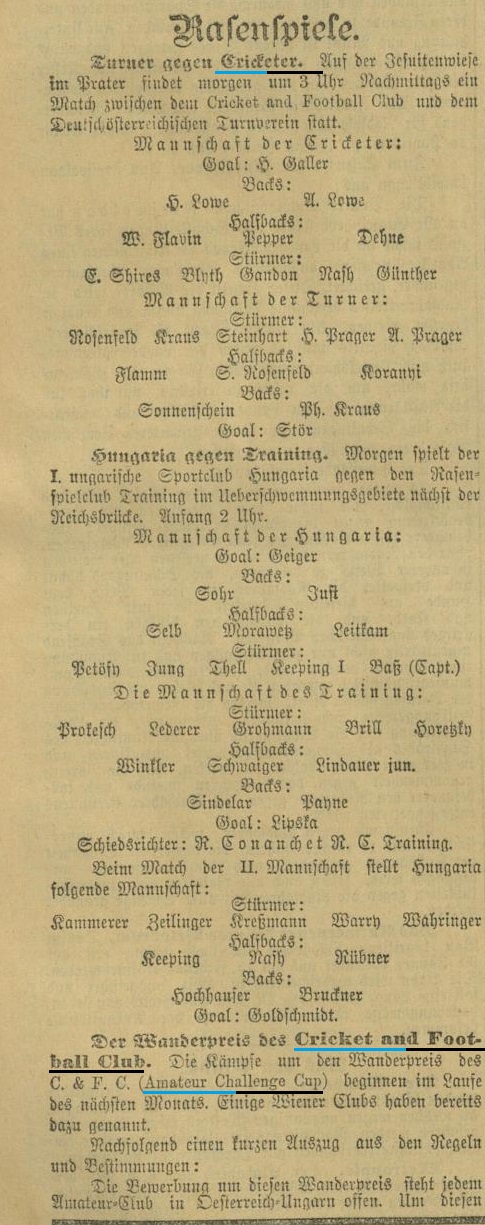 Rasenspiele.
Turner gegen Cricketer. Auf der Jesuitenwiese
im Prater findet morgen um 3 Uhr Nachmittags ein
Match zwischen dem Cricket and Football Club und dem
Deutschösterreichischen Turnverein statt.
Mannschaft der Cricketer:
Goal: H. Galler
Backs:
H. Lowe A. Lowe
Halfbacks:
W. Flavin Pepper Dehne
Stürmer:
E. Shires Blyth Gandon Nash Günther
Mannschaft der Turner:
Stürmer:
Rosenfeld Kraus Steinhart H. Prager A. Prager
Halfbacks:
Flamm S. Rosenfeld Koranyi
Backs:
Sonnenschein Ph. Kraus
Goal: Stör
Hungaria gegen Training. Morgen spielt der
I. ungarische Sportclub Hungaria gegen den Rasen-
spielclub Training im Ueberschwemmungsgebiete nächst der
Reichsbrücke. Anfang 2 Uhr.
Mannschaft der Hungaria:
Goal: Geiger
Backs:
Sohr Just
Halfbacks:
Selb Morawetz Leitkam
Stürmer:
Petöfy Jung Thell Keeping I Baß (Capt.)
Die Mannschaft des Training:
Stürmer:
Prokesch Lederer Grohmann Brill Horetzky
Halfbacks:
Winkler Schwaiger Lindauer jun.
Backs:
Sindelar Payne
Goal: Lipska
Schiedsrichter: R. Conanchet R. C. Training.
Beim Match der II. Mannschaft stellt Hungaria
folgende Mannschaft:
Stürmer:
Kammerer Zeilinger Kreßmann Warry Wahringer
Halfbacks:
Keeping Nash Nübner
Backs:
Hochhauser Bruckner
Goal: Goldschmidt.
Der Wanderpreis des Cricket and Foot-
ball Club. Die Kämpfe um den Wanderpreis des
C. & F. C. (Amateur Challenge Cup) beginnen im Laufe
des nächsten Monats. Einige Wiener Clubs haben bereits
dazu genannt.
Nachfolgend einen kurzen Auszug aus den Regeln
und Bestimmungen:
Die Bewerbung um diesen Wanderpreis steht jedem
Amateur-Club in Oesterreich-Ungarn offen. Um diesen